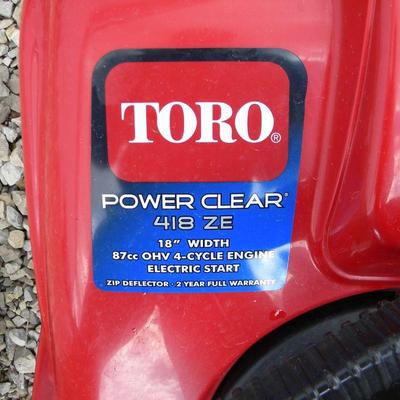 TORO®
POWER CLEAR®
418 ZE
18" WIDTH
87cc OHV 4-CYCLE ENGINE
ELECTRIC START
ZIP DEFLECTOR · 2 YEAR FULL WARRANTY